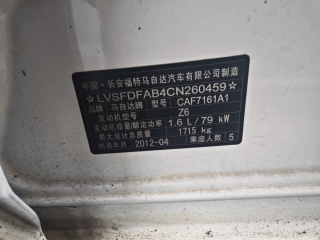 中国·长安福特马自达汽车有限公司制造
☆LVSFDFAB4CN260459☆
品牌 马自达牌 型号 CAF7161A1
发动机型号 Z6
发动机排量/额定功率 1.6 L/79 kW
最大设计总质量 1715 kg
制造年月 2012-04 乘座人数 5